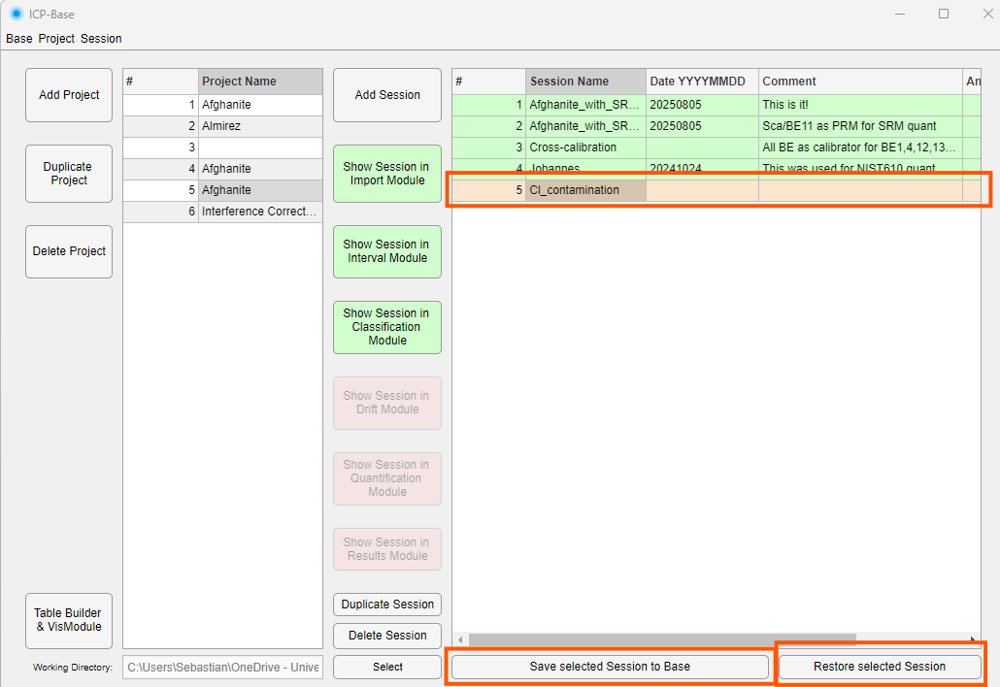 ICP-Base
Base Project Session
Add Project
Duplicate
Project
Delete Project
Table Builder
& VisModule
Working Directory:
# Project Name
1 Afghanite
2 Almirez
3
4 Afghanite
5 Afghanite
6 Interference Correct...
C:\Users\Sebastian\OneDrive - Unive
Add Session
Show Session in
Import Module
Show Session in
Interval Module
Show Session in
Classification
Module
Show Session in
Drift Module
Show Session in
Quantification
Module
Show Session in
Results Module
Duplicate Session
Delete Session
Select
# Session Name Date YYYYMMDD Comment An
1 Afghanite_with_SR... 20250805 This is it!
2 Afghanite_with_SR... 20250805 Sca/BE11 as PRM for SRM quant
3 Cross-calibration All BE as calibrator for BE1,4,12,13...
4 Johannes 20241024 This was used for NIST610 quant
5 Cl_contamination
Save selected Session to Base
Restore selected Session